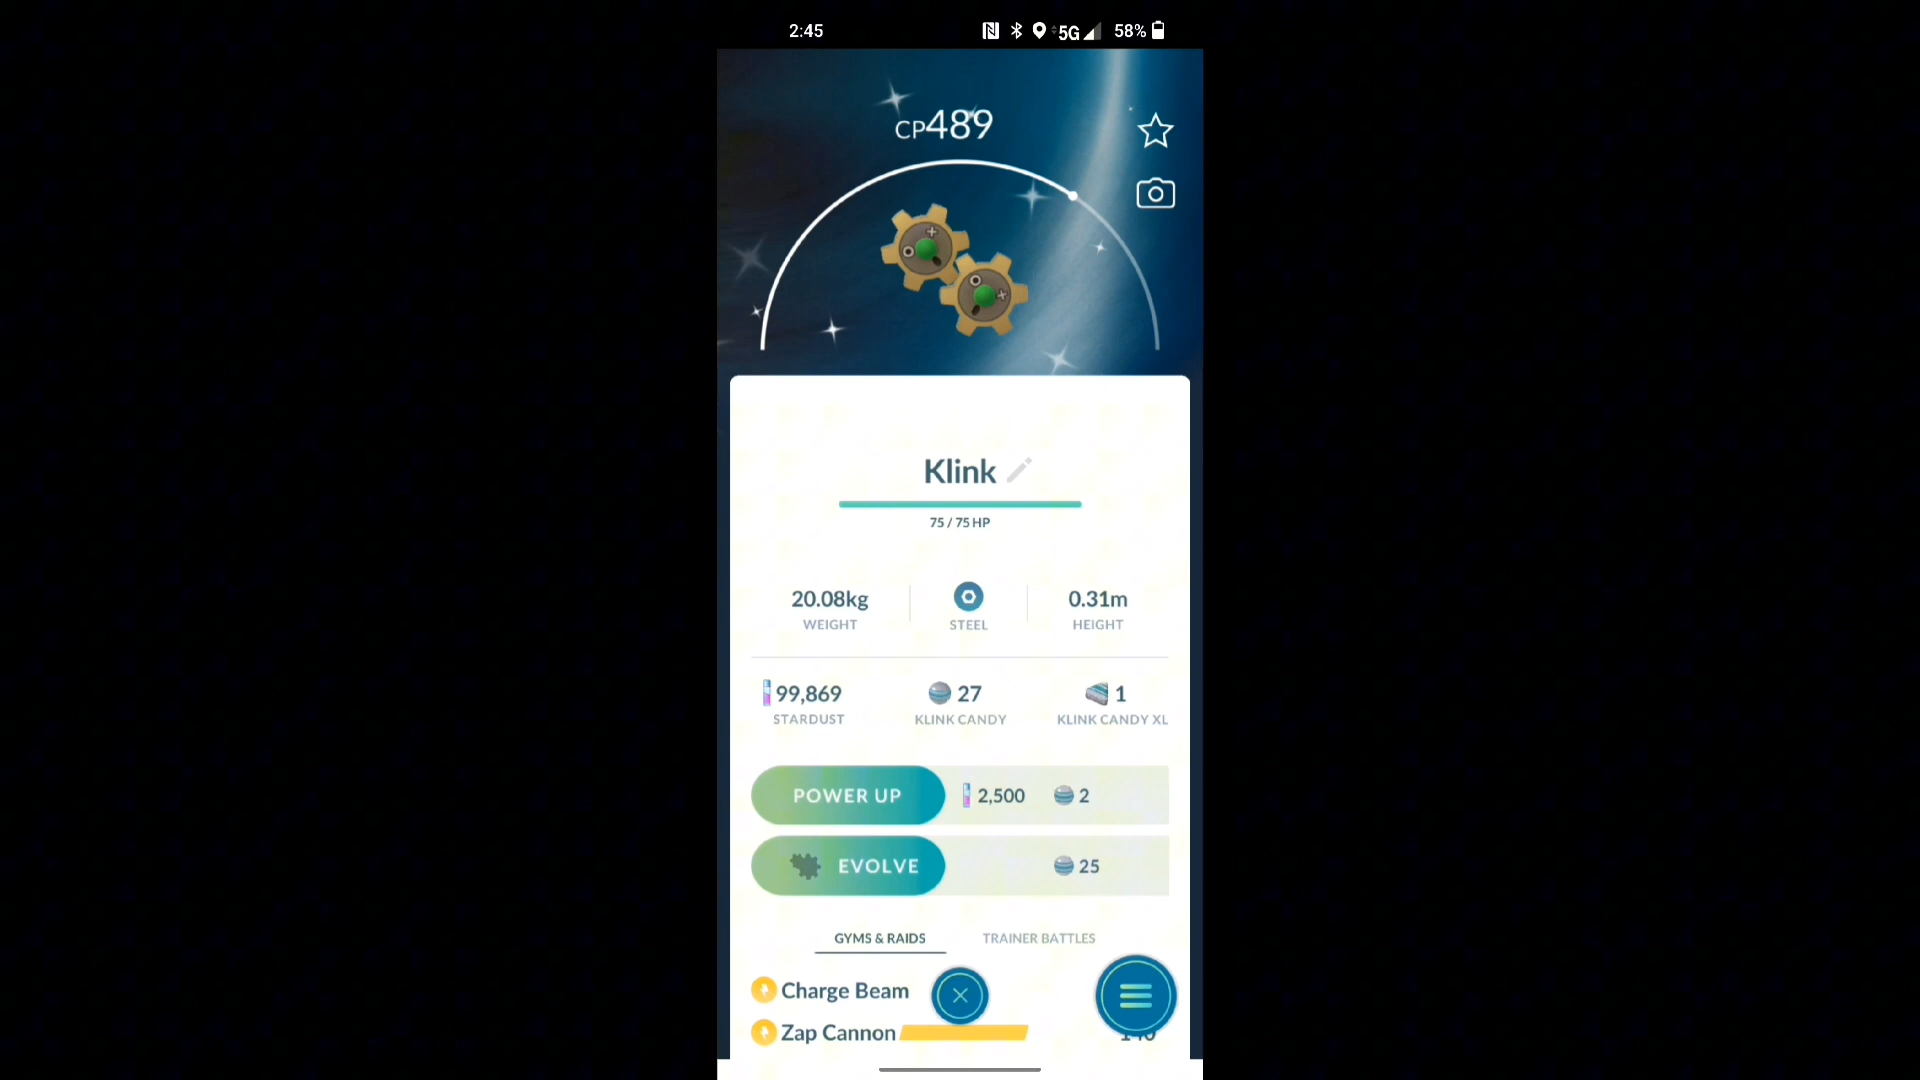 2:45 5G 58%
CP489
Klink
75 / 75 HP
20.08kg 0.31m
WEIGHT STEEL HEIGHT
99,869 27 1
STARDUST KLINK CANDY KLINK CANDY XL
POWER UP 2,500 2
EVOLVE 25
GYMS & RAIDS TRAINER BATTLES
Charge Beam
Zap Cannon